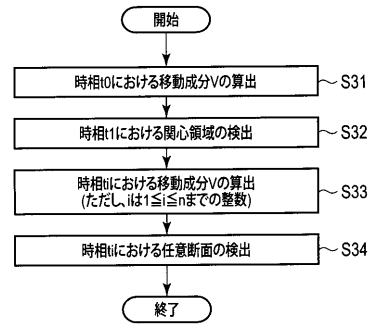 開始
時相t0における移動成分Vの算出
S31
時相t1における関心領域の検出
S32
時相tiにおける移動成分Vの算出
(ただし、iは1≦i≦nまでの整数)
S33
時相tiにおける任意断面の検出
S34
終了